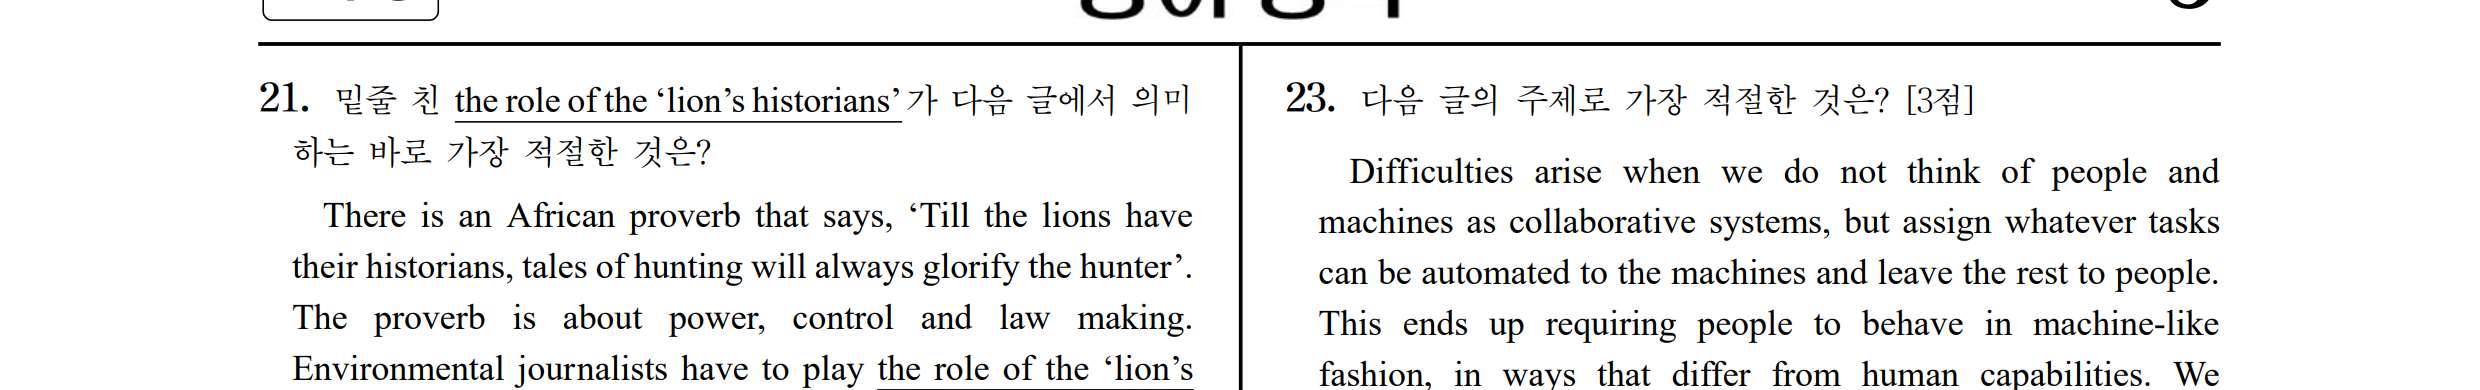 21. 밑줄 친 the role of the ‘lion’s historians’가 다음 글에서 의미
하는 바로 가장 적절한 것은?
There is an African proverb that says, ‘Till the lions have
their historians, tales of hunting will always glorify the hunter’.
The proverb is about power, control and law making.
Environmental journalists have to play the role of the ‘lion’s
23. 다음 글의 주제로 가장 적절한 것은? [3점]
Difficulties arise when we do not think of people and
machines as collaborative systems, but assign whatever tasks
can be automated to the machines and leave the rest to people.
This ends up requiring people to behave in machine-like
fashion, in ways that differ from human capabilities. We